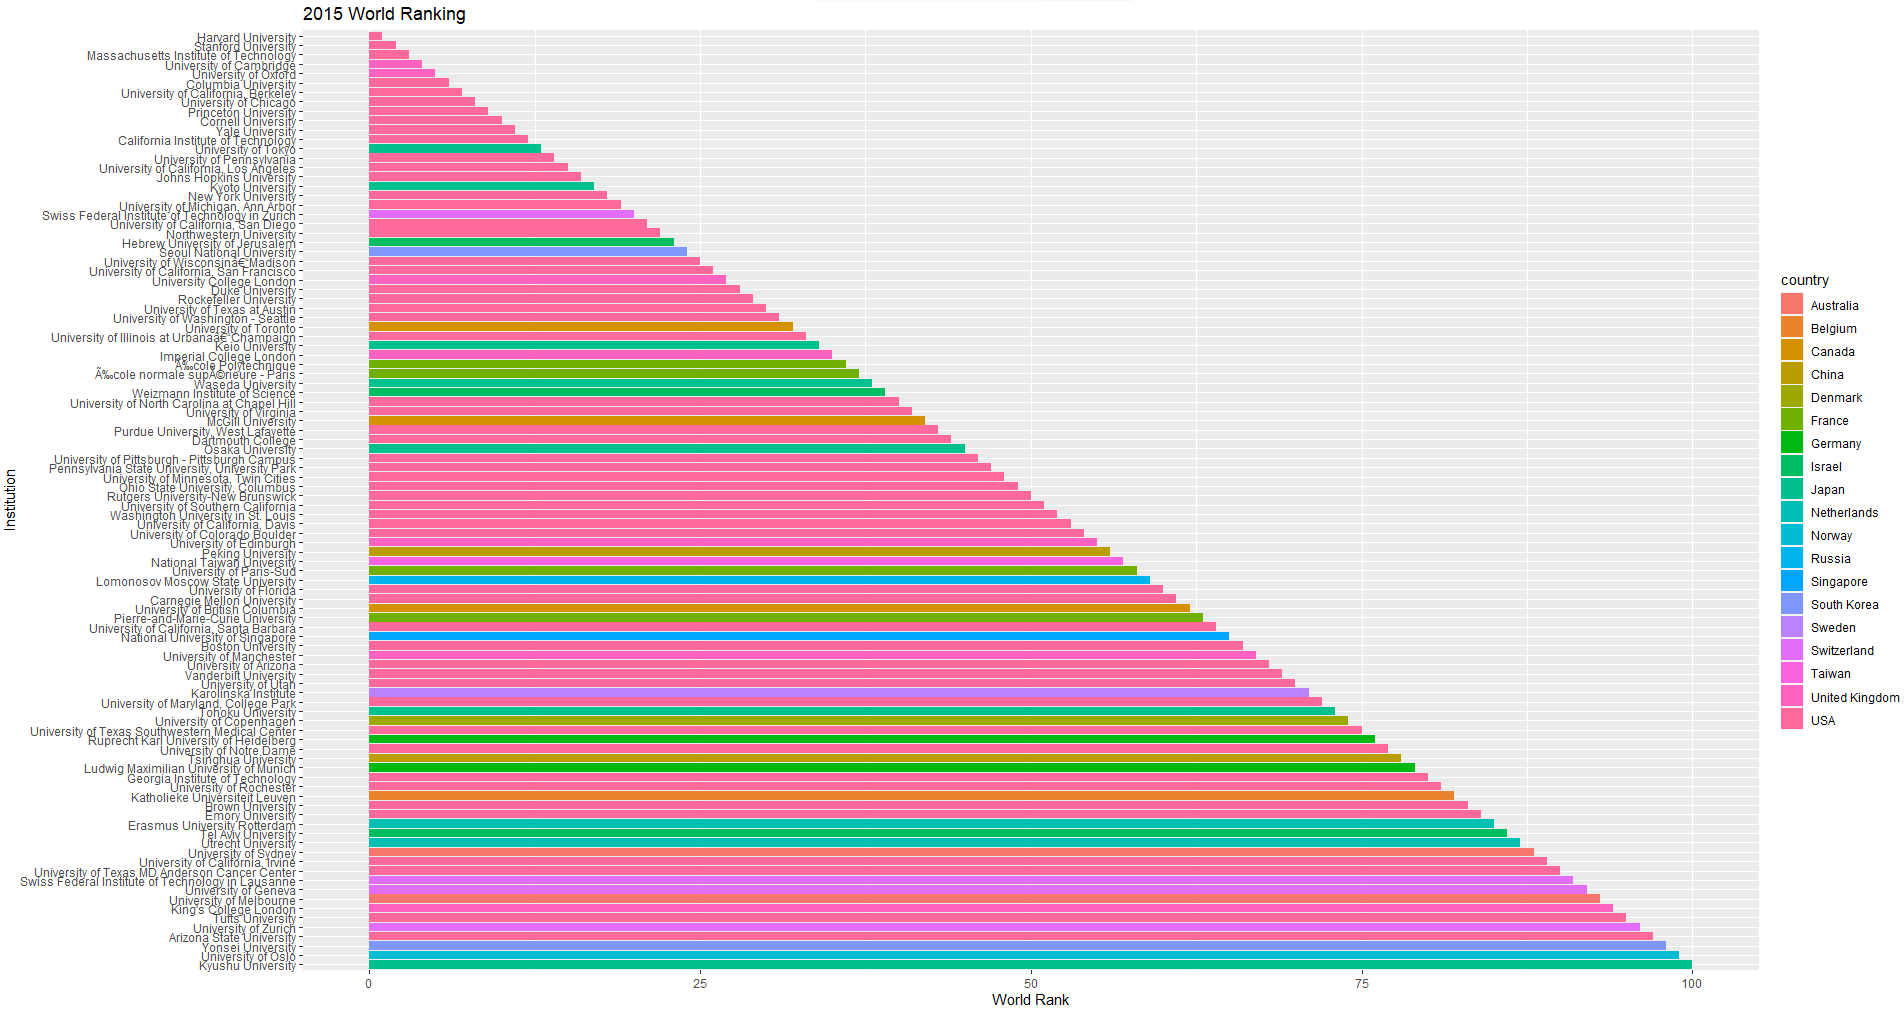 2015 World Ranking
Institution
Harvard University
Stanford University
Massachusetts Institute of Technology
University of Cambridge
University of Oxford
Columbia University
University of California, Berkeley
University of Chicago
Princeton University
Cornell University
Yale University
California Institute of Technology
University of Tokyo
University of Pennsylvania
University of California, Los Angeles
Johns Hopkins University
Kyoto University
New York University
University of Michigan, Ann Arbor
Swiss Federal Institute of Technology in Zurich
University of California, San Diego
Northwestern University
Hebrew University of Jerusalem
Seoul National University
University of Wisconsinâ€“Madison
University of California, San Francisco
University College London
Duke University
Rockefeller University
University of Texas at Austin
University of Washington - Seattle
University of Toronto
University of Illinois at Urbanaâ€“Champaign
Keio University
Imperial College London
Ã‰cole Polytechnique
Ã‰cole normale supÃ©rieure - Paris
Waseda University
Weizmann Institute of Science
University of North Carolina at Chapel Hill
University of Virginia
McGill University
Purdue University, West Lafayette
Dartmouth College
Osaka University
University of Pittsburgh - Pittsburgh Campus
Pennsylvania State University, University Park
University of Minnesota, Twin Cities
Ohio State University, Columbus
Rutgers University-New Brunswick
University of Southern California
Washington University in St. Louis
University of California, Davis
University of Colorado Boulder
University of Edinburgh
Peking University
National Taiwan University
University of Paris-Sud
Lomonosov Moscow State University
University of Florida
Carnegie Mellon University
University of British Columbia
Pierre-and-Marie-Curie University
University of California, Santa Barbara
National University of Singapore
Boston University
University of Manchester
University of Arizona
Vanderbilt University
University of Utah
Karolinska Institute
University of Maryland, College Park
Tohoku University
University of Copenhagen
University of Texas Southwestern Medical Center
Ruprecht Karl University of Heidelberg
University of Notre Dame
Tsinghua University
Ludwig Maximilian University of Munich
Georgia Institute of Technology
University of Rochester
Katholieke Universiteit Leuven
Brown University
Emory University
Erasmus University Rotterdam
Tel Aviv University
Utrecht University
University of Sydney
University of California, Irvine
University of Texas MD Anderson Cancer Center
Swiss Federal Institute of Technology in Lausanne
University of Geneva
University of Melbourne
King's College London
Tufts University
University of Zurich
Arizona State University
Yonsei University
University of Oslo
Kyushu University
0 25 50 75 100
World Rank
country
Australia
Belgium
Canada
China
Denmark
France
Germany
Israel
Japan
Netherlands
Norway
Russia
Singapore
South Korea
Sweden
Switzerland
Taiwan
United Kingdom
USA